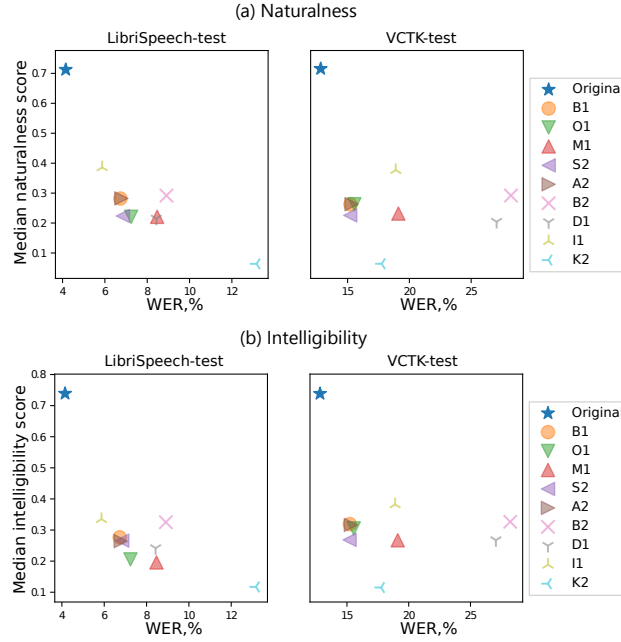 (a) Naturalness
LibriSpeech-test
VCTK-test
Median naturalness score
0.7
0.6
0.5
0.4
0.3
0.2
0.1
4 6 8 10 12
WER,%
15 20 25
WER,%
Original
B1
O1
M1
S2
A2
B2
D1
I1
K2
(b) Intelligibility
LibriSpeech-test
VCTK-test
Median intelligibility score
0.8
0.7
0.6
0.5
0.4
0.3
0.2
0.1
4 6 8 10 12
WER,%
15 20 25
WER,%
Original
B1
O1
M1
S2
A2
B2
D1
I1
K2